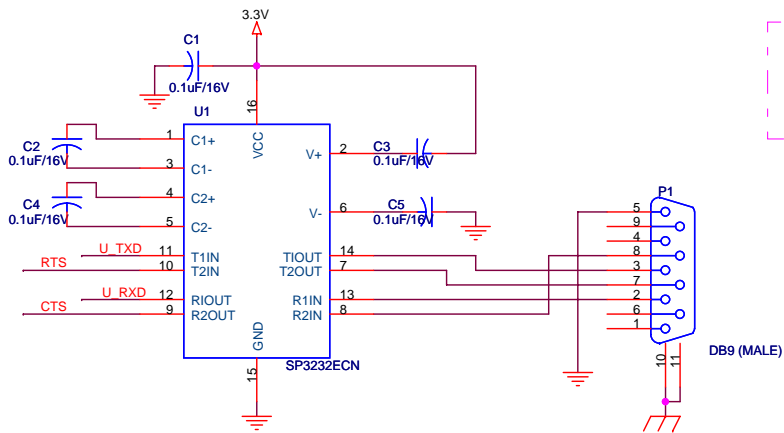 3.3V
C1
0.1uF/16V
U1
16
VCC
C2
0.1uF/16V
1
C1+
3
C1-
C4
0.1uF/16V
4
C2+
5
C2-
V+
2
C3
0.1uF/16V
V-
6
C5
0.1uF/16V
U_TXD
11
T1IN
RTS
10
T2IN
U_RXD
12
RIOUT
CTS
9
R2OUT
TIOUT
14
T2OUT
7
R1IN
13
R2IN
8
GND
15
SP3232ECN
P1
5
9
4
8
3
7
2
6
1
10
11
DB9 (MALE)